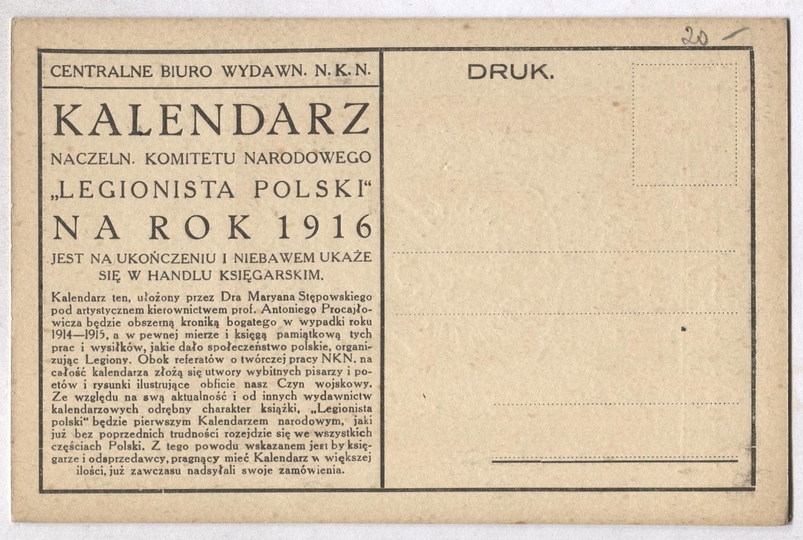 20 —
CENTRALNE BIURO WYDAWN. N. K. N.
DRUK.
KALENDARZ
NACZELN. KOMITETU NARODOWEGO
„LEGIONISTA POLSKI“
NA ROK 1916
JEST NA UKOŃCZENIU I NIEBAWEM UKAŻE
SIĘ W HANDLU KSIĘGARSKIM.
Kalendarz ten, ułożony przez Dra Maryana Stępowskiego
pod artystycznem kierownictwem prof. Antoniego Procajło-
wicza będzie obszerną kroniką bogatego w wypadki roku
1914—1915, a w pewnej mierze i księgą pamiątkową tych
prac i wysiłków, jakie dało społeczeństwo polskie, organi-
zując Legiony. Obok referatów o twórczej pracy NKN. na
całość kalendarza złożą się utwory wybitnych pisarzy i po-
etów i rysunki ilustrujące obficie nasz Czyn wojskowy.
Ze względu na swą aktualność i od innych wydawnictw
kalendarzowych odrębny charakter książki, „Legionista
polski“ będzie pierwszym Kalendarzem narodowym, jaki
już bez poprzednich trudności rozejdzie się we wszystkich
częściach Polski. Z tego powodu wskazanem jest by księ-
garze i odsprzedawcy, pragnący mieć Kalendarz w większej
ilości, już zawczasu nadsyłali swoje zamówienia.